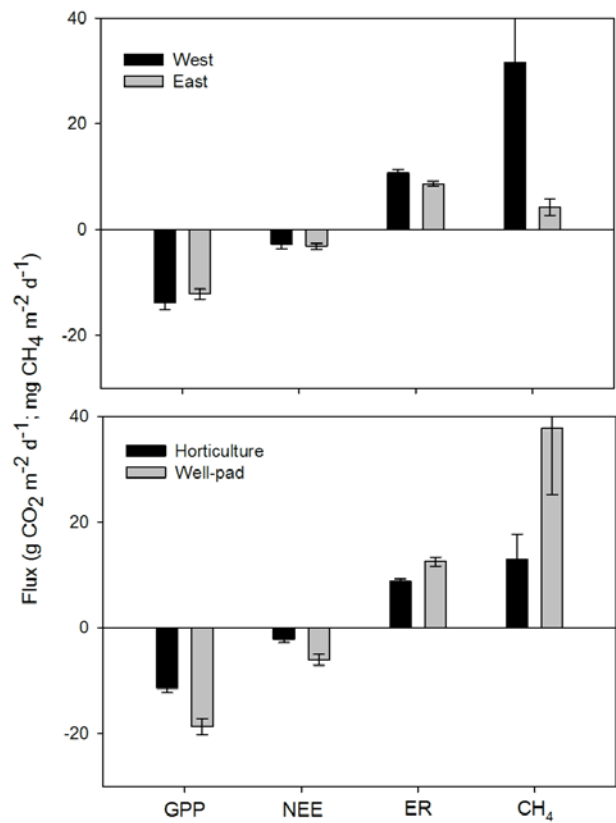 40
West
East
20
0
-20
Flux (g CO₂ m⁻² d⁻¹; mg CH₄ m⁻² d⁻¹)
40
Horticulture
Well-pad
20
0
-20
GPP NEE ER CH₄